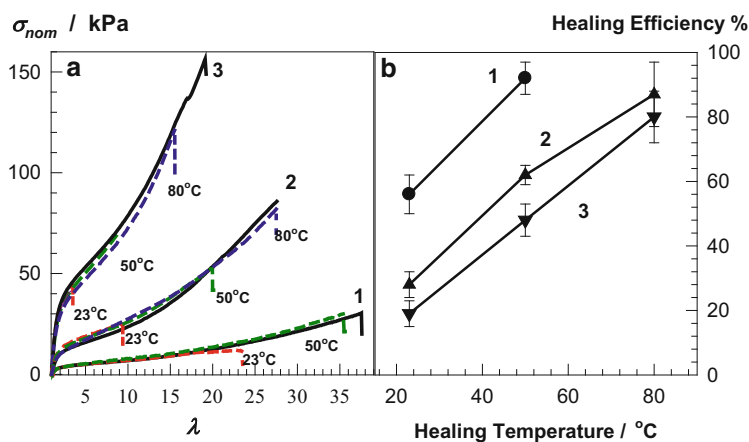 σnom / kPa
Healing Efficiency %
a
b
150
100
50
0
3
2
1
80°C
80°C
50°C
50°C
50°C
23°C
23°C
23°C
5 10 15 20 25 30 35
λ
1
2
3
100
80
60
40
20
0
20 40 60 80
Healing Temperature / °C